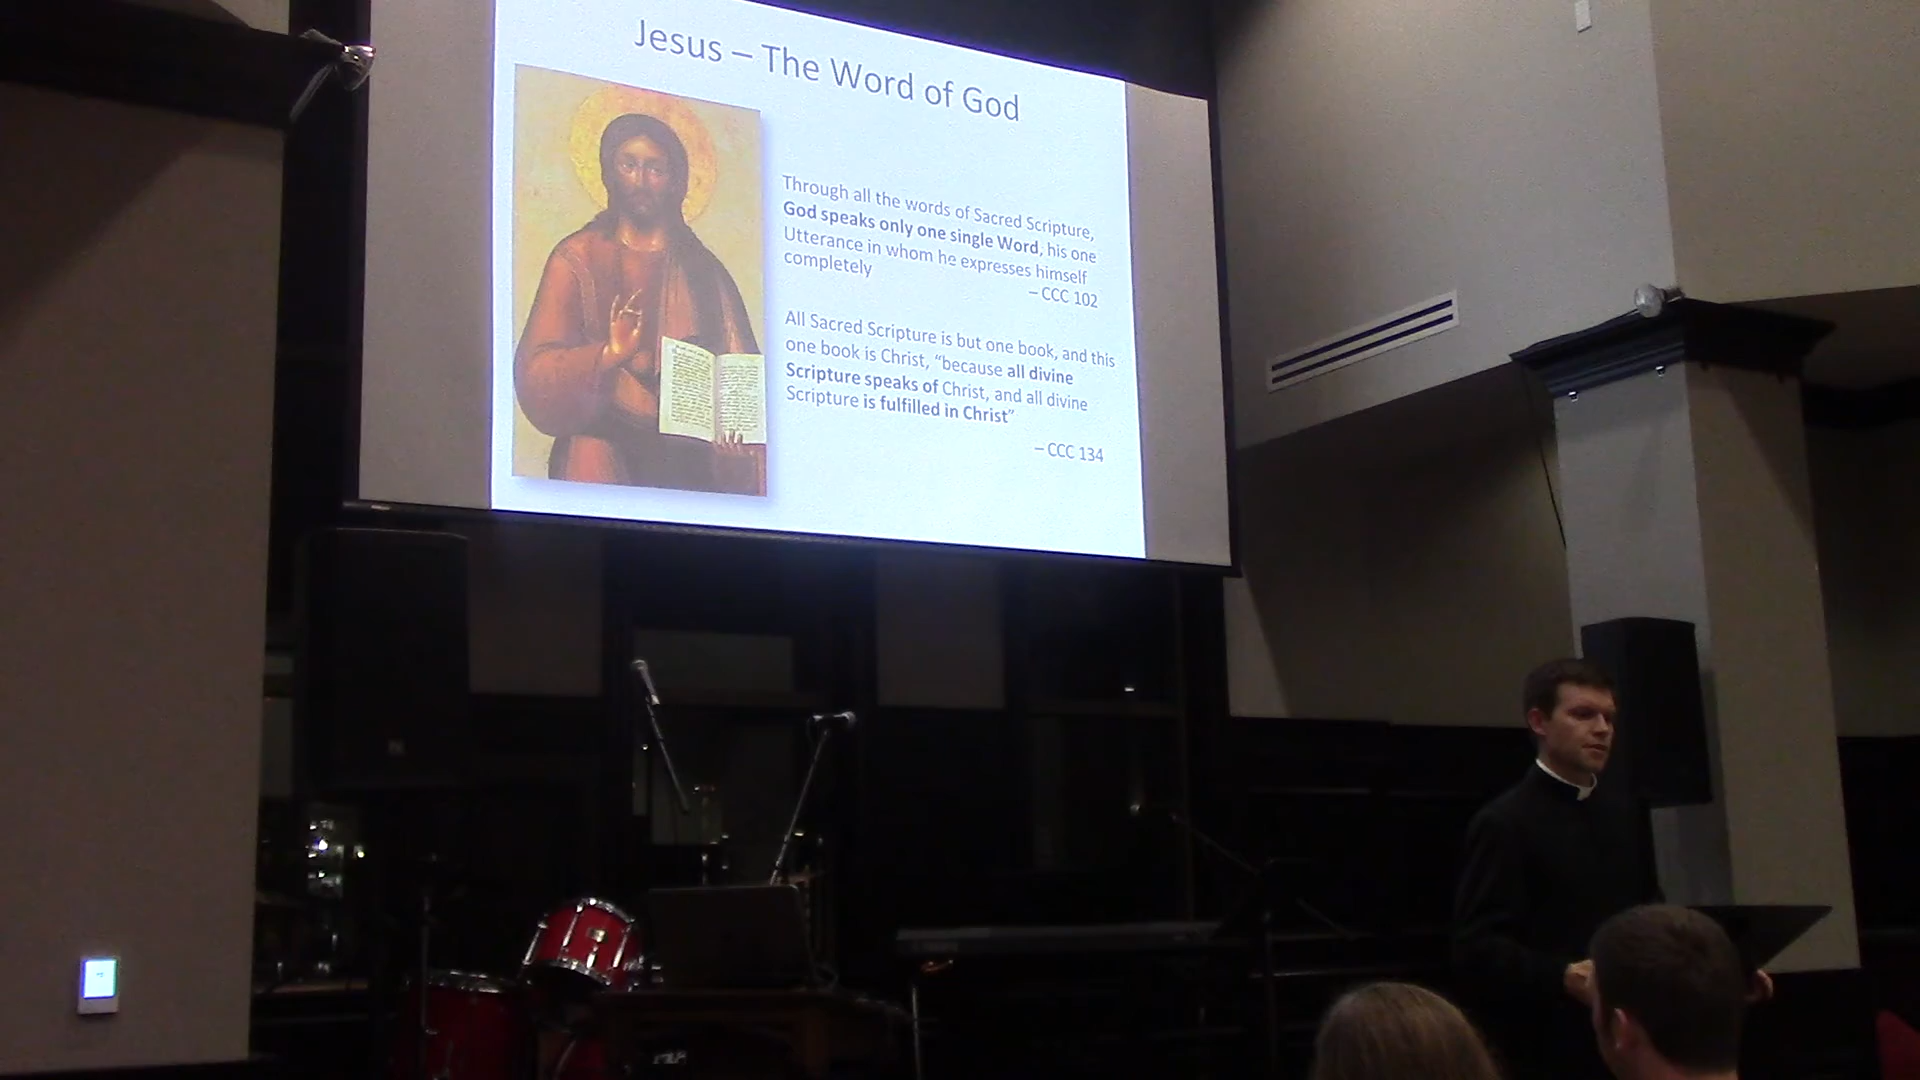 Jesus – The Word of God
Through all the words of Sacred Scripture,
God speaks only one single Word, his one
Utterance in whom he expresses himself
completely
– CCC 102
All Sacred Scripture is but one book, and this
one book is Christ, “because all divine
Scripture speaks of Christ, and all divine
Scripture is fulfilled in Christ”
– CCC 134